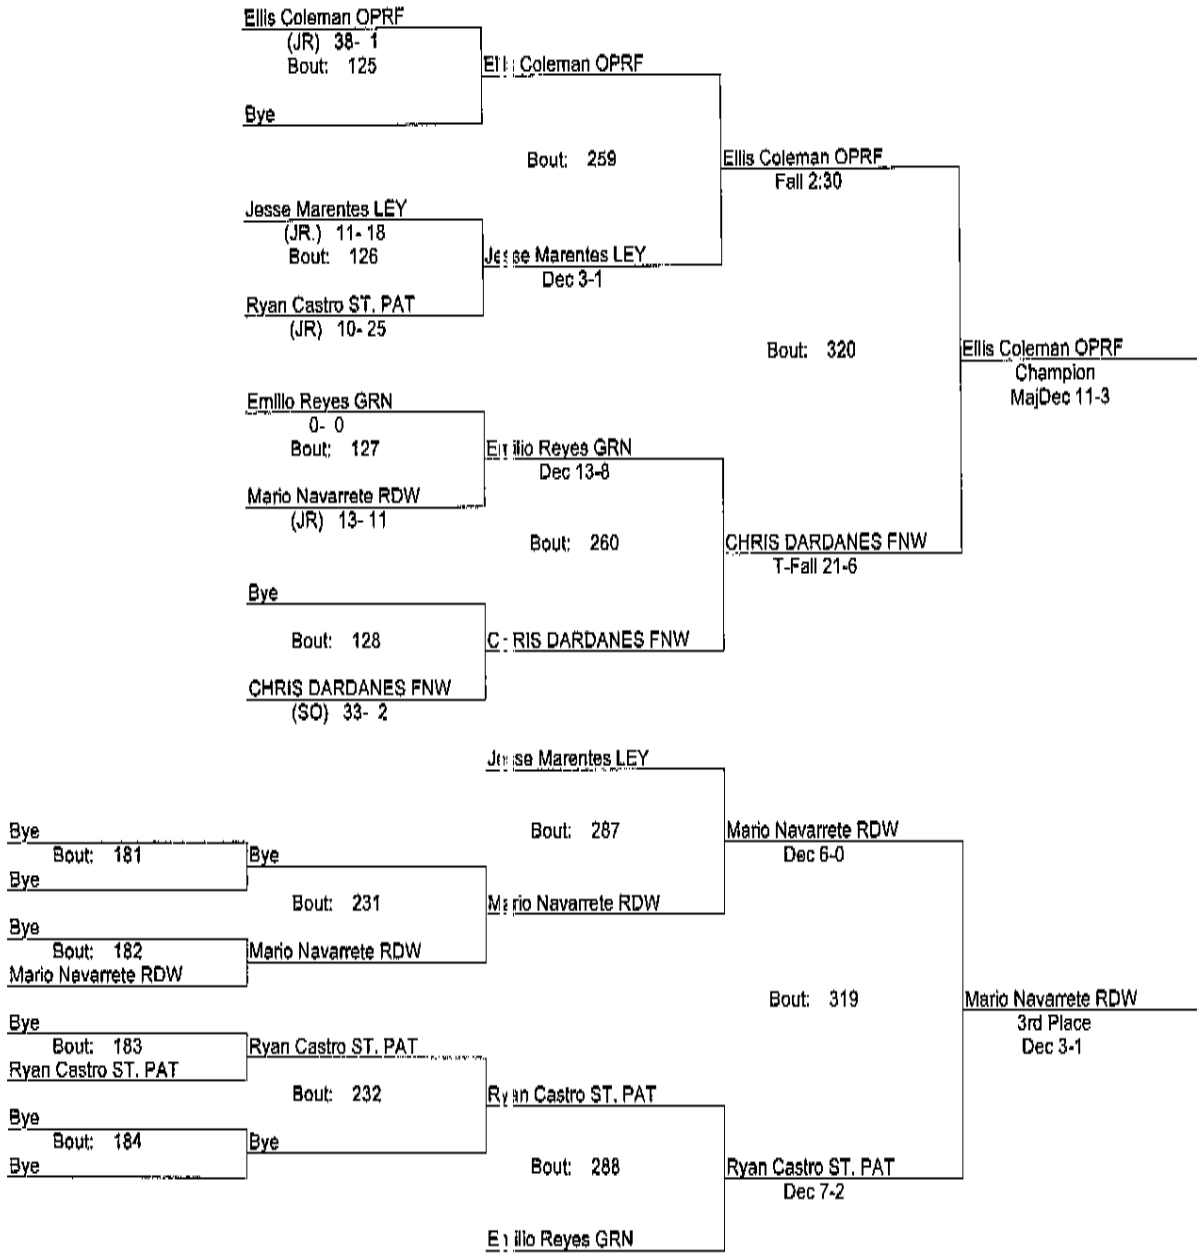 Ellis Coleman OPRF
(JR) 38- 1
Bout: 125
Ellis Coleman OPRF
Bye
Bout: 259
Ellis Coleman OPRF
Fall 2:30
Jesse Marentes LEY
(JR.) 11- 18
Bout: 126
Jesse Marentes LEY
Dec 3-1
Ryan Castro ST. PAT
(JR) 10- 25
Bout: 320
Ellis Coleman OPRF
Champion
MajDec 11-3
Emilio Reyes GRN
0- 0
Bout: 127
Emilio Reyes GRN
Dec 13-8
Mario Navarrete RDW
(JR) 13- 11
Bout: 260
CHRIS DARDANES FNW
T-Fall 21-6
Bye
Bout: 128
CHRIS DARDANES FNW
CHRIS DARDANES FNW
(SO) 33- 2
Jesse Marentes LEY
Bout: 287
Mario Navarrete RDW
Dec 6-0
Bye
Bout: 181
Bye
Bye
Bout: 231
Mario Navarrete RDW
Bye
Bout: 182
Mario Navarrete RDW
Mario Navarrete RDW
Bout: 319
Mario Navarrete RDW
3rd Place
Dec 3-1
Bye
Bout: 183
Ryan Castro ST. PAT
Ryan Castro ST. PAT
Bout: 232
Ryan Castro ST. PAT
Bye
Bout: 184
Bye
Bye
Bout: 288
Ryan Castro ST. PAT
Dec 7-2
Emilio Reyes GRN